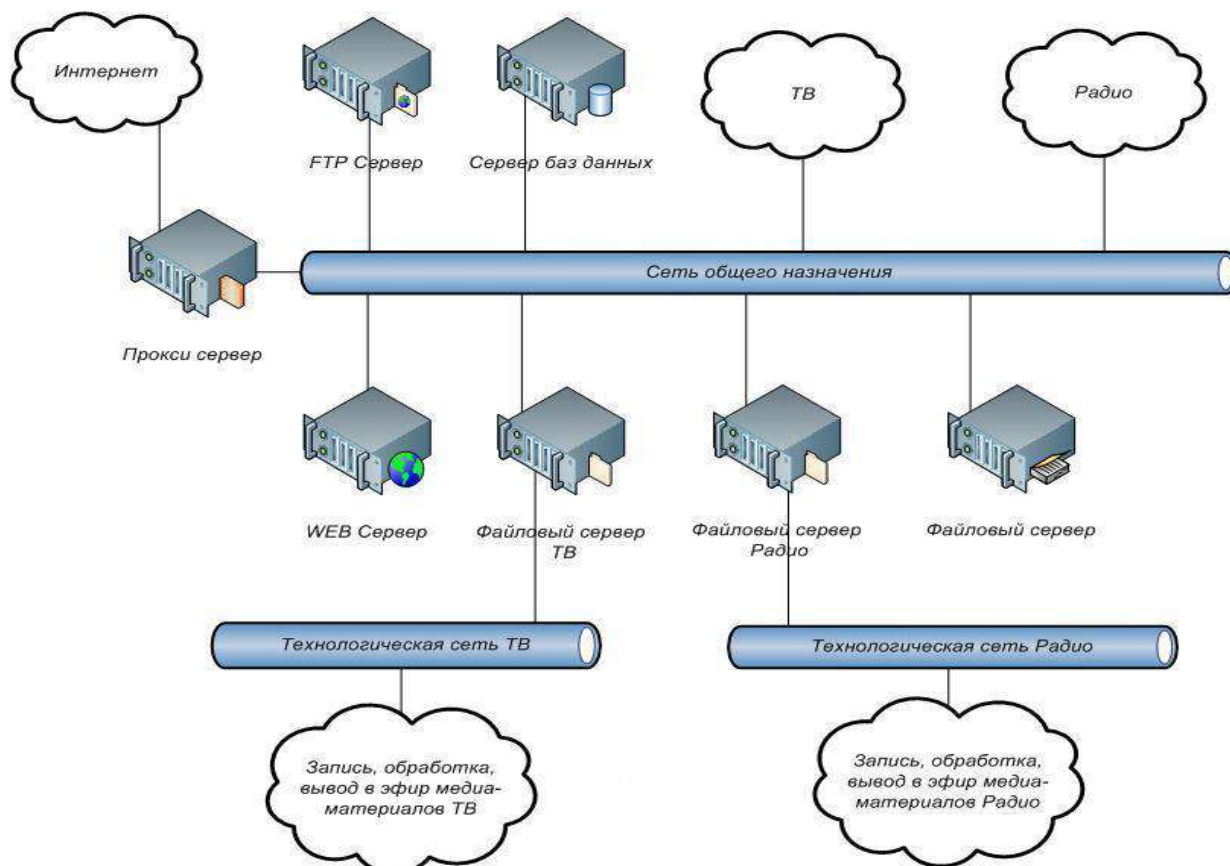 Интернет
ТВ
Радио
FTP Сервер
Сервер баз данных
Сеть общего назначения
Прокси сервер
WEB Сервер
Файловый сервер
ТВ
Файловый сервер
Радио
Файловый сервер
Технологическая сеть ТВ
Технологическая сеть Радио
Запись, обработка,
вывод в эфир медиа-
материалов ТВ
Запись, обработка,
вывод в эфир медиа-
материалов Радио